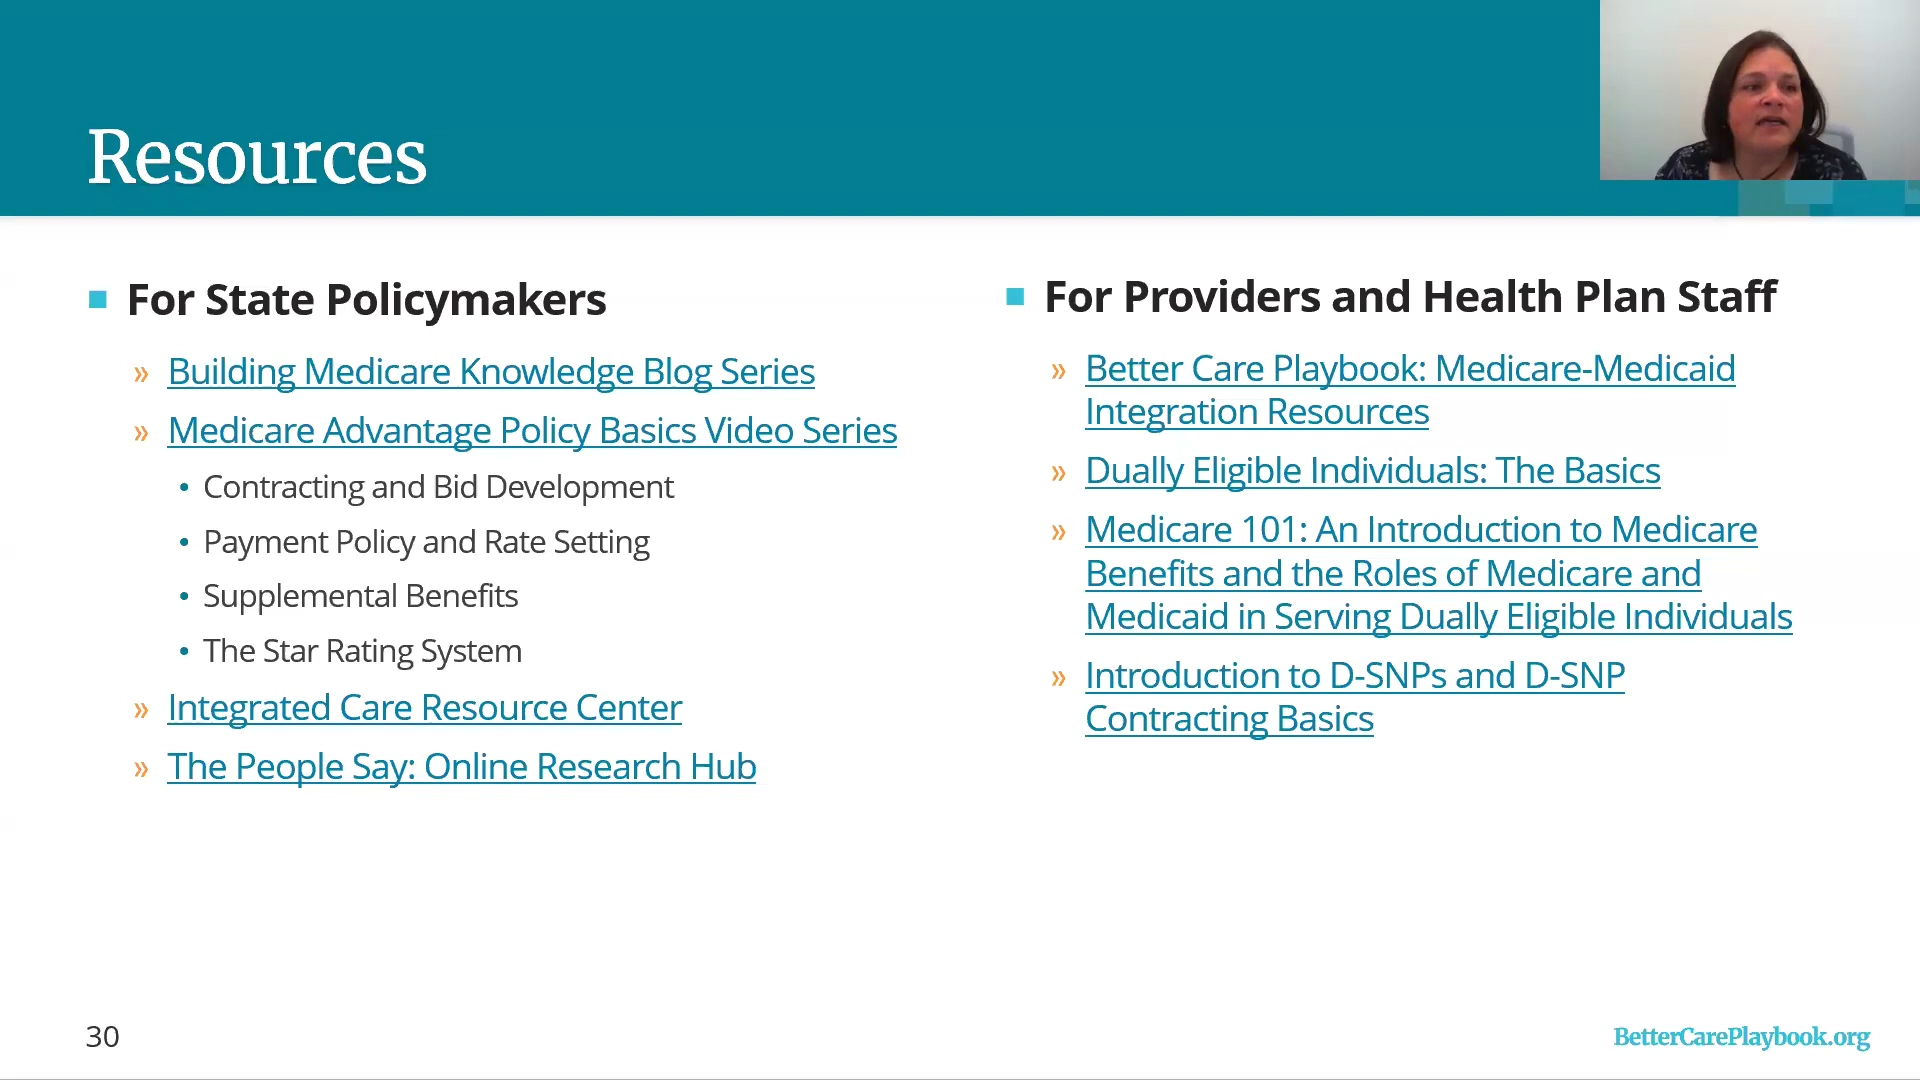 Resources
For State Policymakers
» Building Medicare Knowledge Blog Series
» Medicare Advantage Policy Basics Video Series
• Contracting and Bid Development
• Payment Policy and Rate Setting
• Supplemental Benefits
• The Star Rating System
» Integrated Care Resource Center
» The People Say: Online Research Hub
For Providers and Health Plan Staff
» Better Care Playbook: Medicare-Medicaid
Integration Resources
» Dually Eligible Individuals: The Basics
» Medicare 101: An Introduction to Medicare
Benefits and the Roles of Medicare and
Medicaid in Serving Dually Eligible Individuals
» Introduction to D-SNPs and D-SNP
Contracting Basics
30
BetterCarePlaybook.org